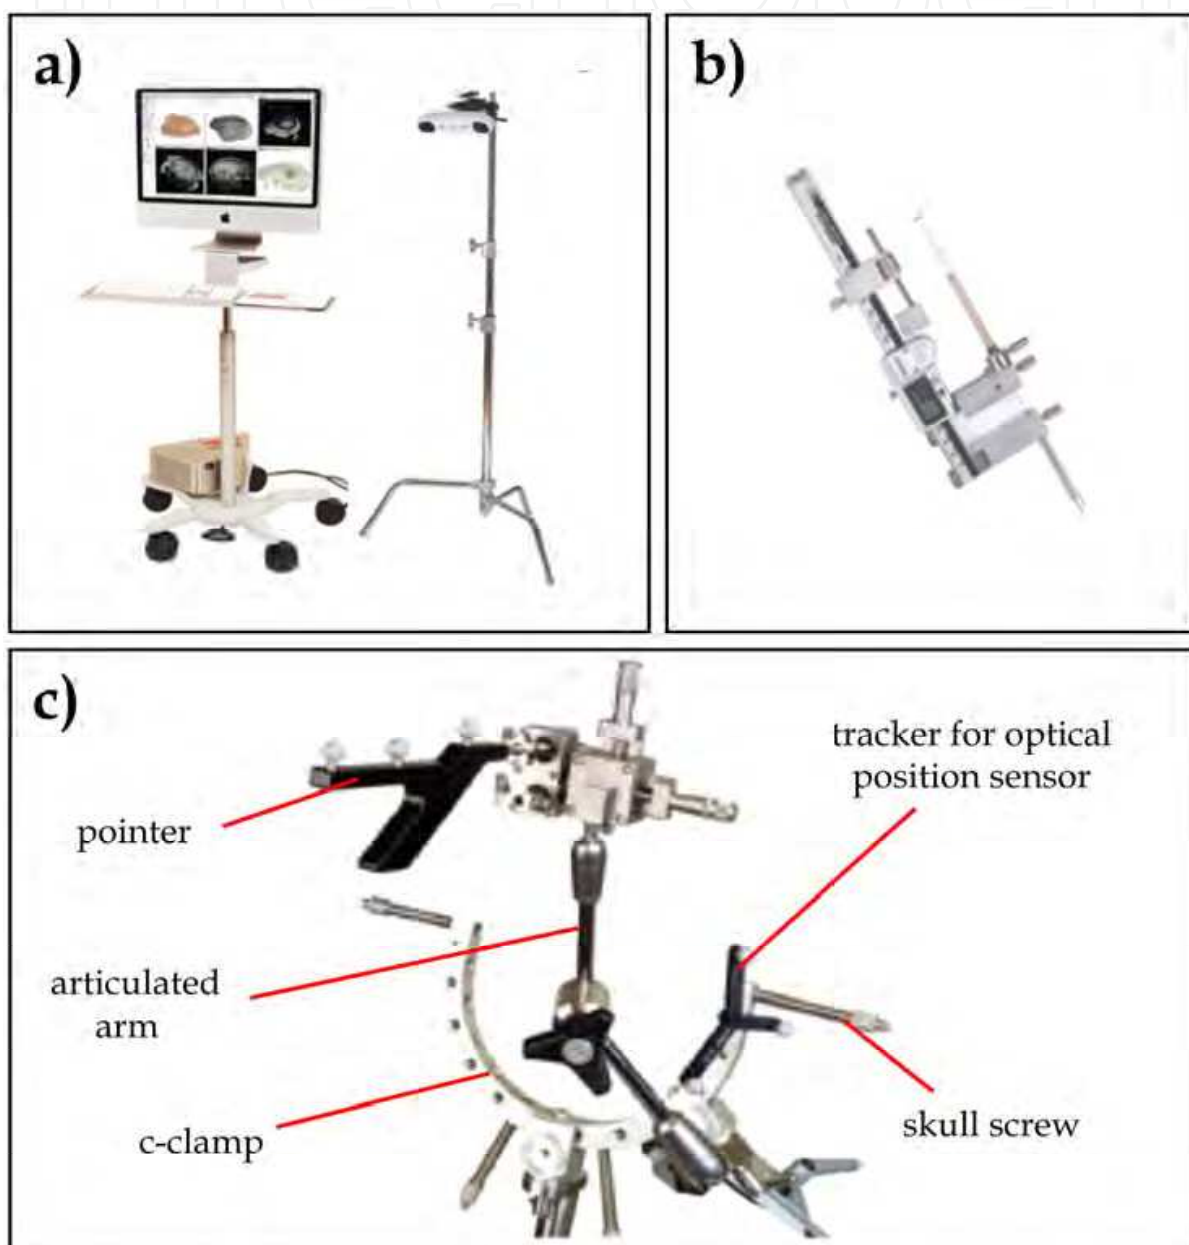 a)
b)
c)
tracker for optical
position sensor
pointer
articulated
arm
c-clamp
skull screw